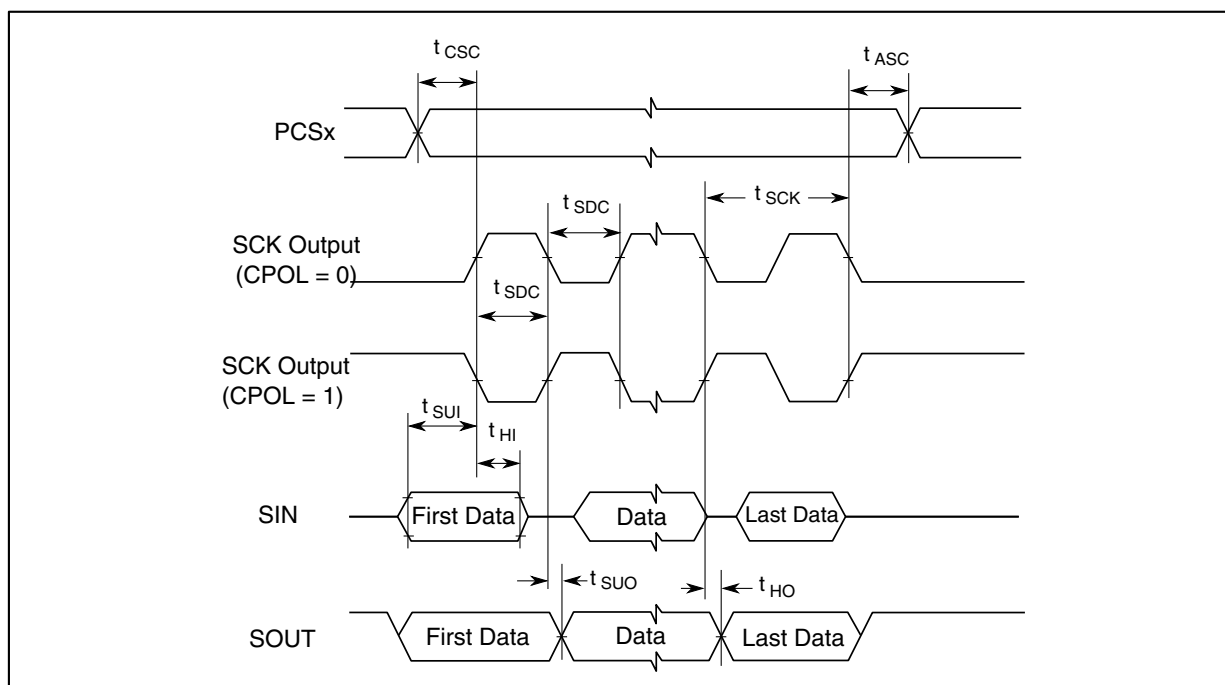 t CSC
t ASC
PCSx
t SCK
t SDC
SCK Output
(CPOL = 0)
t SDC
SCK Output
(CPOL = 1)
t SUI
t HI
SIN
First Data
Data
Last Data
t SUO
t HO
SOUT
First Data
Data
Last Data